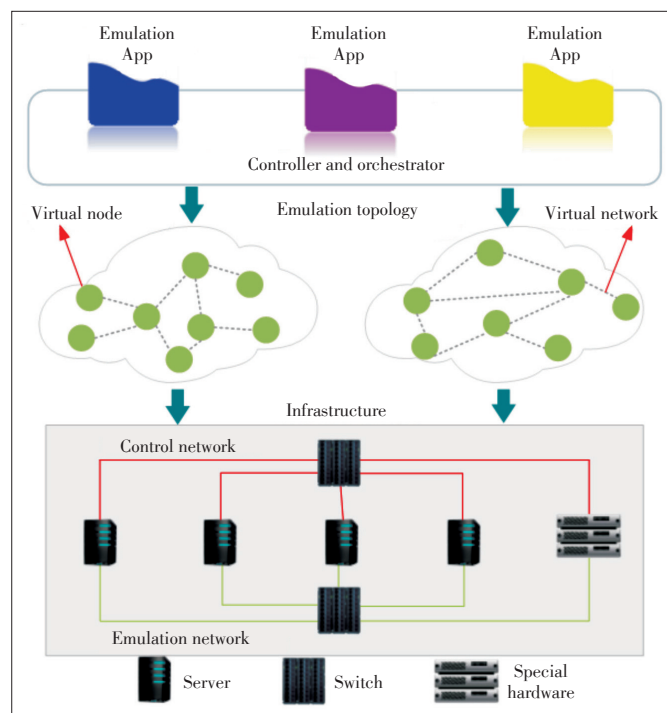 Emulation
App
Emulation
App
Emulation
App
Controller and orchestrator
Virtual node
Emulation topology
Virtual network
Infrastructure
Control network
Emulation network
Server
Switch
Special
hardware